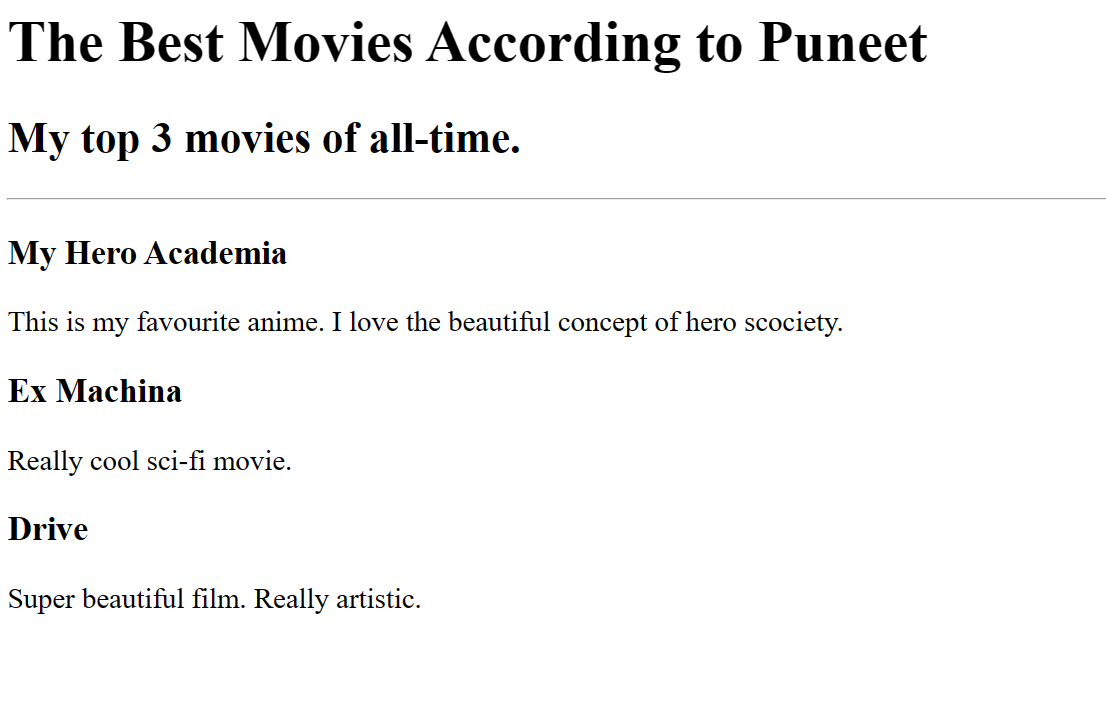 The Best Movies According to Puneet
My top 3 movies of all-time.
My Hero Academia
This is my favourite anime. I love the beautiful concept of hero scociety.
Ex Machina
Really cool sci-fi movie.
Drive
Super beautiful film. Really artistic.